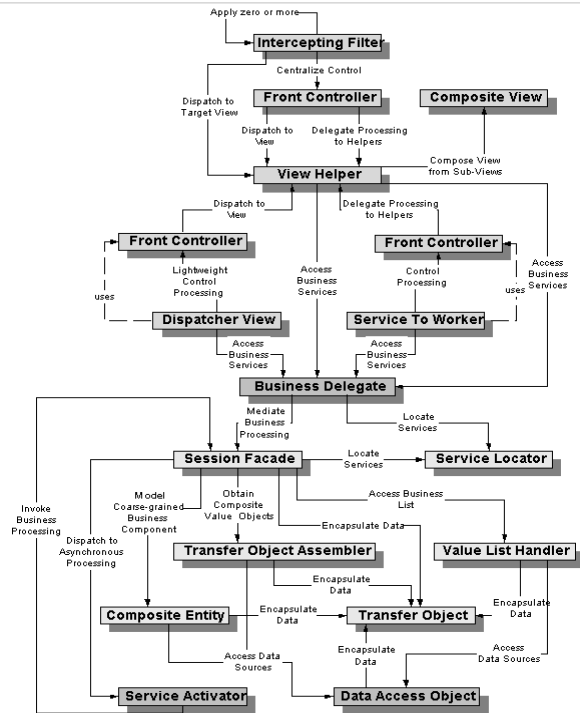 Apply zero or more
Intercepting Filter
Centralize Control
Dispatch to
Target View
Front Controller
Composite View
Dispatch to
View
Delegate Processing
to Helpers
View Helper
Compose View
from Sub-Views
Dispatch to
View
Delegate Processing
to Helpers
Front Controller
Front Controller
Lightweight
Control
Processing
Access
Business
Services
Control
Processing
Access
Business
Services
uses
uses
Dispatcher View
Service To Worker
Access
Business
Services
Access
Business
Services
Business Delegate
Mediate
Business
Processing
Locate
Services
Session Facade
Locate
Services
Service Locator
Model
Coarse-grained
Business
Component
Obtain
Composite
Value Objects
Access Business
List
Invoke
Business
Processing
Dispatch to
Asynchronous
Processing
Encapsulate Data
Transfer Object Assembler
Value List Handler
Encapsulate
Data
Encapsulate
Data
Composite Entity
Encapsulate
Data
Transfer Object
Access Data
Sources
Encapsulate
Data
Access
Data Sources
Service Activator
Data Access Object